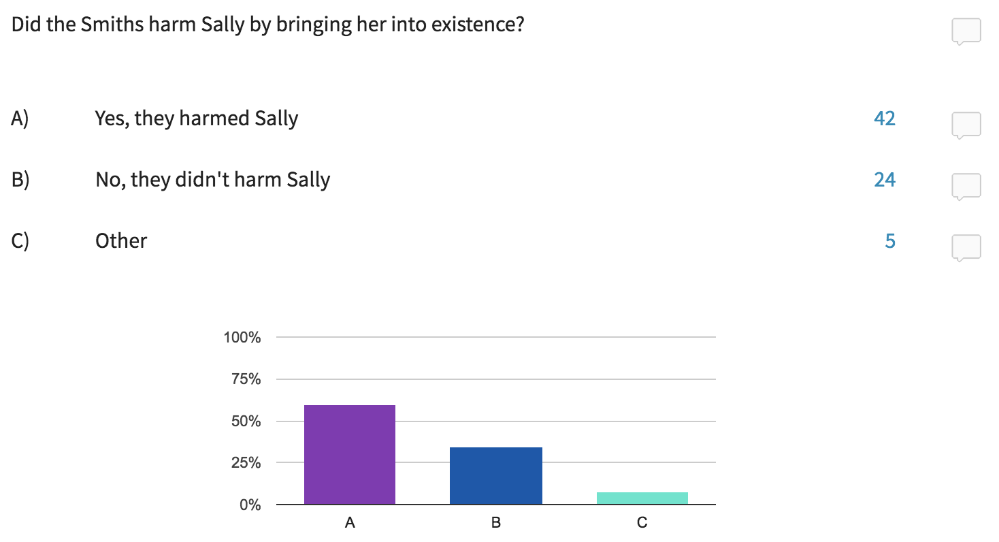 Did the Smiths harm Sally by bringing her into existence?
A) Yes, they harmed Sally 42
B) No, they didn't harm Sally 24
C) Other 5
100%
75%
50%
25%
0%
A B C